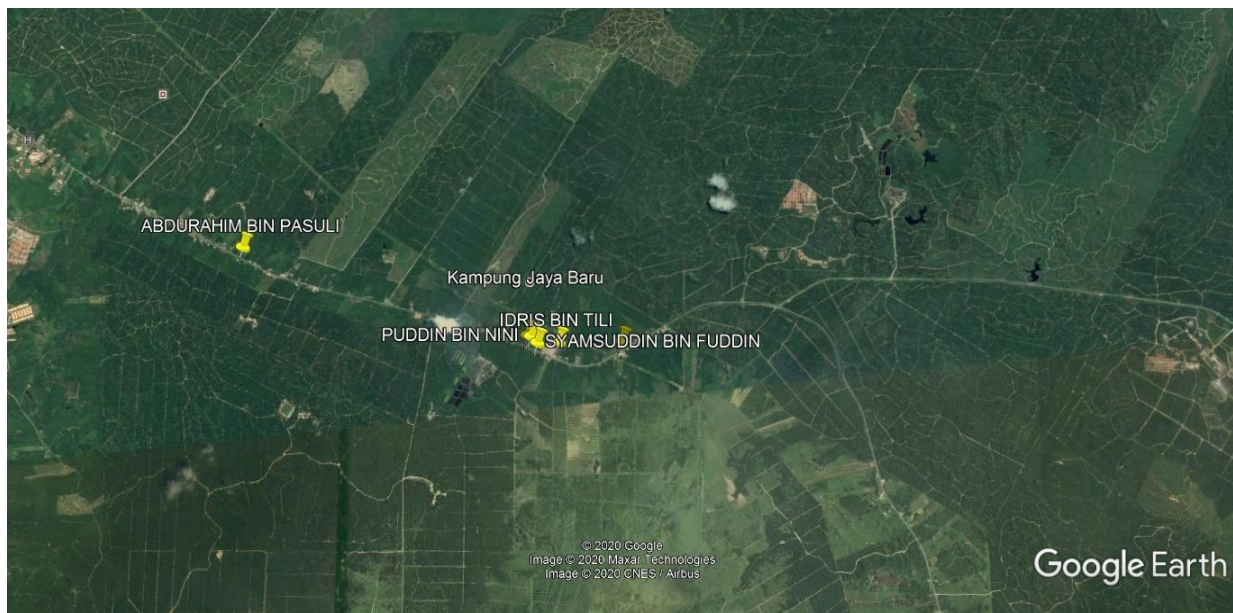 ABDURAHIM BIN PASULI
Kampung Jaya Baru
IDRIS BIN TILI
PUDDIN BIN NINI
SYAMSUDDIN BIN FUDDIN
© 2020 Google
Image © 2020 Maxar Technologies
Image © 2020 CNES / Airbus
Google Earth